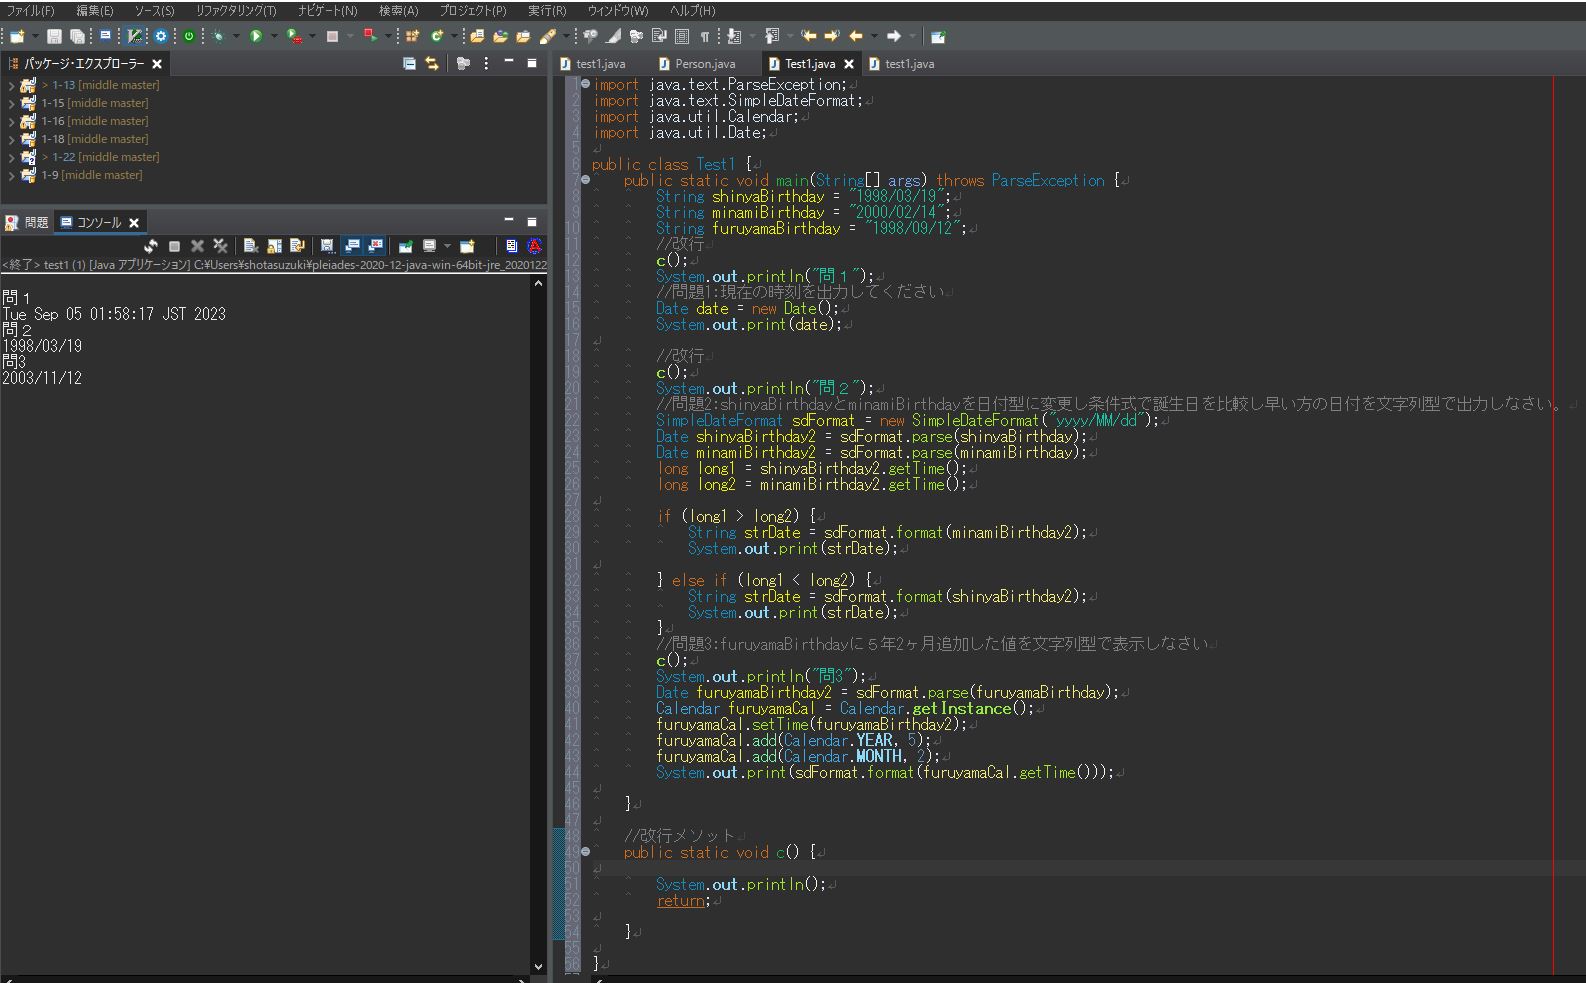 ファイル(F) 編集(E) ソース(S) リファクタリング(T) ナビゲート(N) 検索(A) プロジェクト(P) 実行(R) ウィンドウ(W) ヘルプ(H)
パッケージ・エクスプローラー
> 1-13 [middle master]
1-15 [middle master]
1-16 [middle master]
1-18 [middle master]
> 1-22 [middle master]
1-9 [middle master]
問題 コンソール
<終了> test1 (1) [Java アプリケーション] C:¥Users¥shotasuzuki¥pleiades-2020-12-java-win-64bit-jre_2020122
問１
Tue Sep 05 01:58:17 JST 2023
問２
1998/03/19
問3
2003/11/12
test1.java Person.java Test1.java test1.java
1 import java.text.ParseException;
2 import java.text.SimpleDateFormat;
3 import java.util.Calendar;
4 import java.util.Date;
5
6 public class Test1 {
7 public static void main(String[] args) throws ParseException {
8 String shinyaBirthday = "1998/03/19";
9 String minamiBirthday = "2000/02/14";
10 String furuyamaBirthday = "1998/09/12";
11 //改行
12 c();
13 System.out.println("問１");
14 //問題1:現在の時刻を出力してください
15 Date date = new Date();
16 System.out.print(date);
17
18 //改行
19 c();
20 System.out.println("問２");
21 //問題2:shinyaBirthdayとminamiBirthdayを日付型に変更し条件式で誕生日を比較し早い方の日付を文字列型で出力しなさい。
22 SimpleDateFormat sdFormat = new SimpleDateFormat("yyyy/MM/dd");
23 Date shinyaBirthday2 = sdFormat.parse(shinyaBirthday);
24 Date minamiBirthday2 = sdFormat.parse(minamiBirthday);
25 long long1 = shinyaBirthday2.getTime();
26 long long2 = minamiBirthday2.getTime();
27
28 if (long1 > long2) {
29 String strDate = sdFormat.format(minamiBirthday2);
30 System.out.print(strDate);
31
32 } else if (long1 < long2) {
33 String strDate = sdFormat.format(shinyaBirthday2);
34 System.out.print(strDate);
35 }
36 //問題3:furuyamaBirthdayに５年2ヶ月追加した値を文字列型で表示しなさい
37 c();
38 System.out.println("問3");
39 Date furuyamaBirthday2 = sdFormat.parse(furuyamaBirthday);
40 Calendar furuyamaCal = Calendar.getInstance();
41 furuyamaCal.setTime(furuyamaBirthday2);
42 furuyamaCal.add(Calendar.YEAR, 5);
43 furuyamaCal.add(Calendar.MONTH, 2);
44 System.out.print(sdFormat.format(furuyamaCal.getTime()));
45
46 }
47
48 //改行メソット
49 public static void c() {
50
51 System.out.println();
52 return;
53
54 }
55
56 }